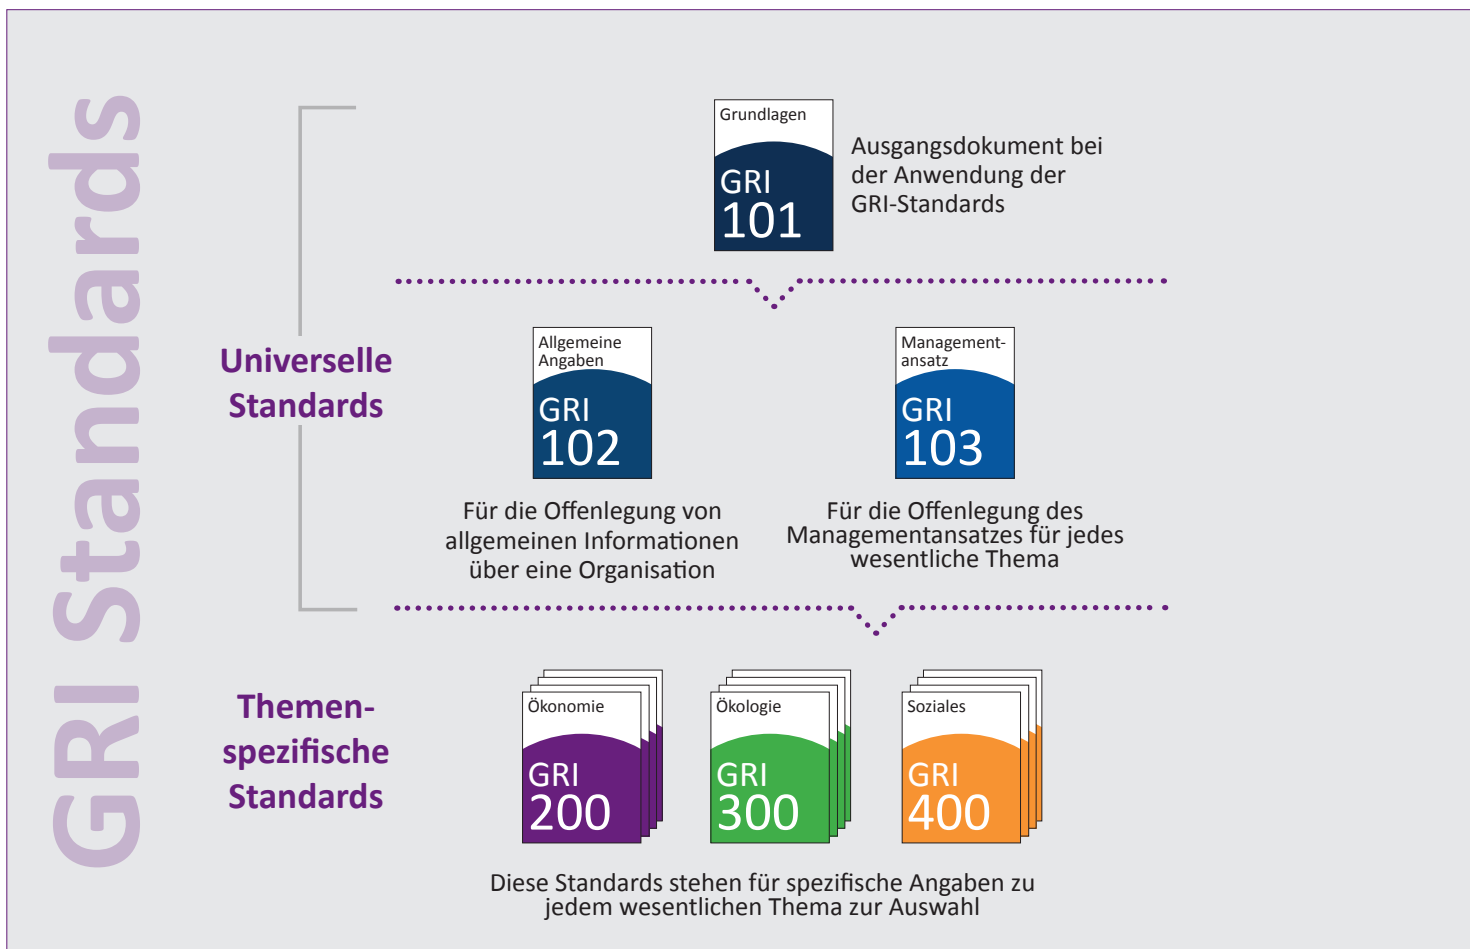 GRI Standards
Grundlagen
GRI
101
Ausgangsdokument bei
der Anwendung der
GRI-Standards
Universelle
Standards
Allgemeine
Angaben
GRI
102
Für die Offenlegung von
allgemeinen Informationen
über eine Organisation
Management-
ansatz
GRI
103
Für die Offenlegung des
Managementansatzes für jedes
wesentliche Thema
Themen-
spezifische
Standards
Ökonomie
GRI
200
Ökologie
GRI
300
Soziales
GRI
400
Diese Standards stehen für spezifische Angaben zu
jedem wesentlichen Thema zur Auswahl